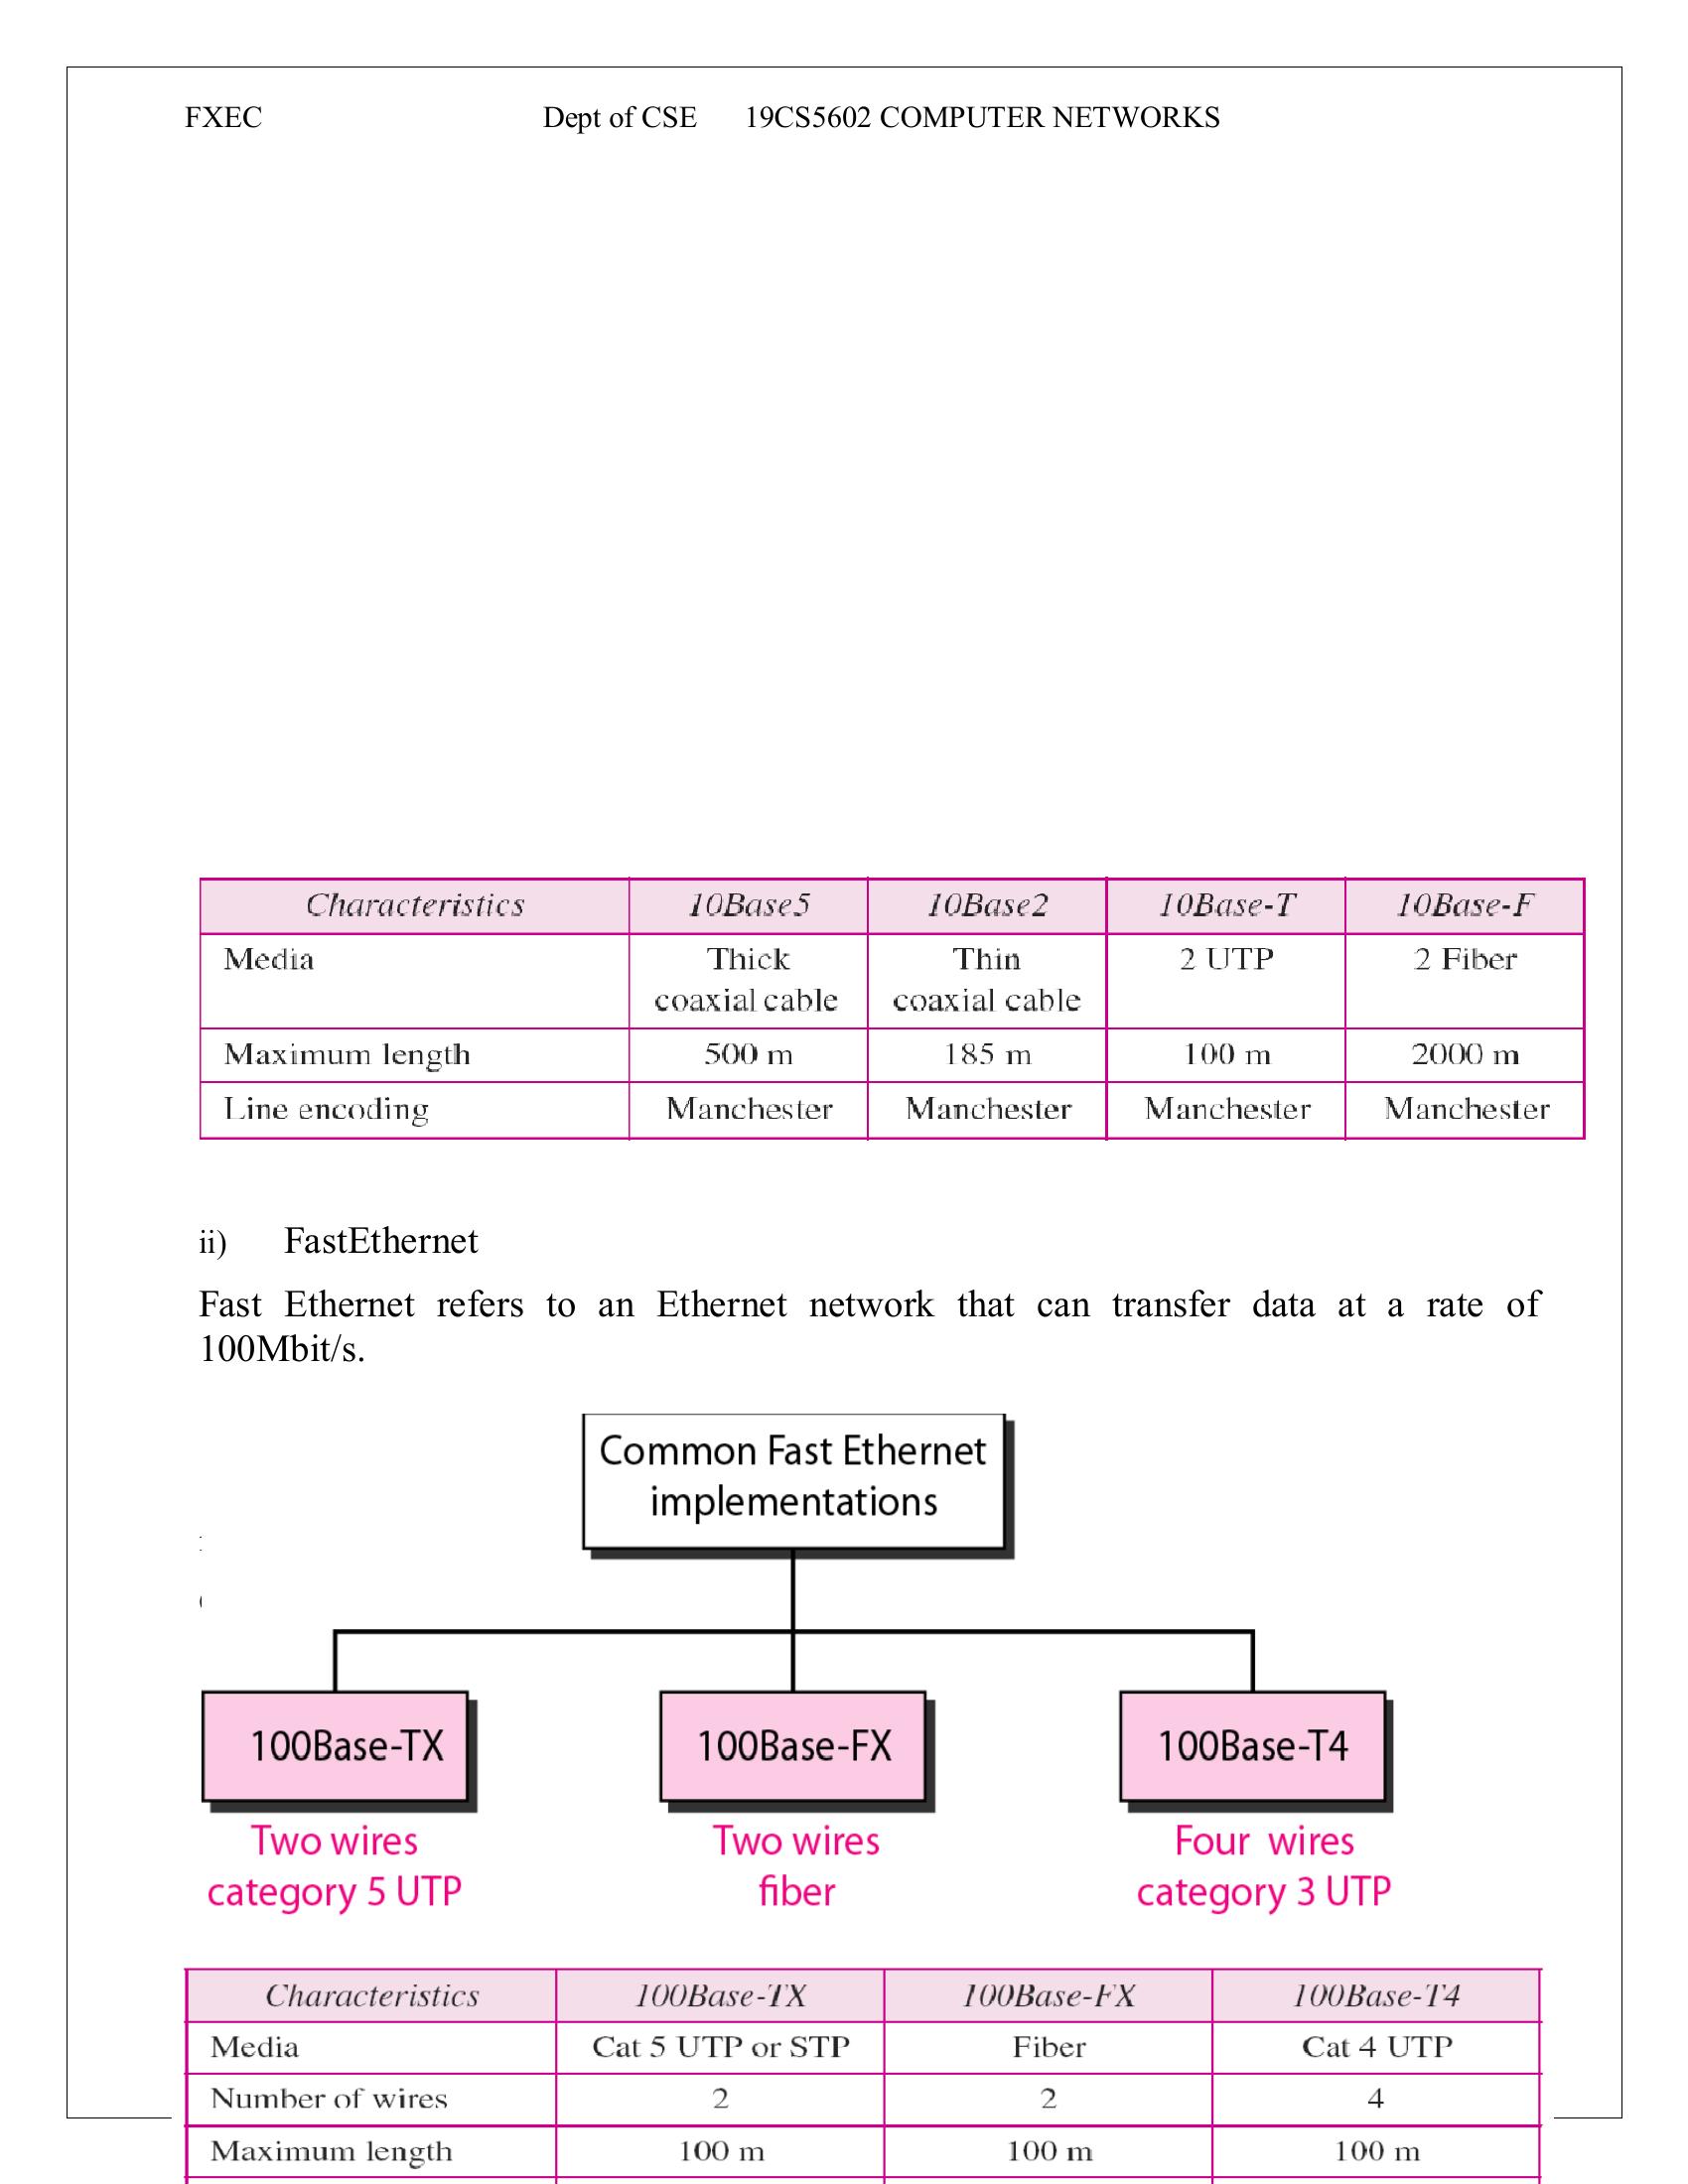 FXEC Dept of CSE 19CS5602 COMPUTER NETWORKS
Characteristics 10Base5 10Base2 10Base-T 10Base-F
Media Thick coaxial cable Thin coaxial cable 2 UTP 2 Fiber
Maximum length 500 m 185 m 100 m 2000 m
Line encoding Manchester Manchester Manchester Manchester
ii) FastEthernet
Fast Ethernet refers to an Ethernet network that can transfer data at a rate of
100Mbit/s.
Common Fast Ethernet
implementations
100Base-TX 100Base-FX 100Base-T4
Two wires
category 5 UTP
Two wires
fiber
Four wires
category 3 UTP
Characteristics 100Base-TX 100Base-FX 100Base-T4
Media Cat 5 UTP or STP Fiber Cat 4 UTP
Number of wires 2 2 4
Maximum length 100 m 100 m 100 m